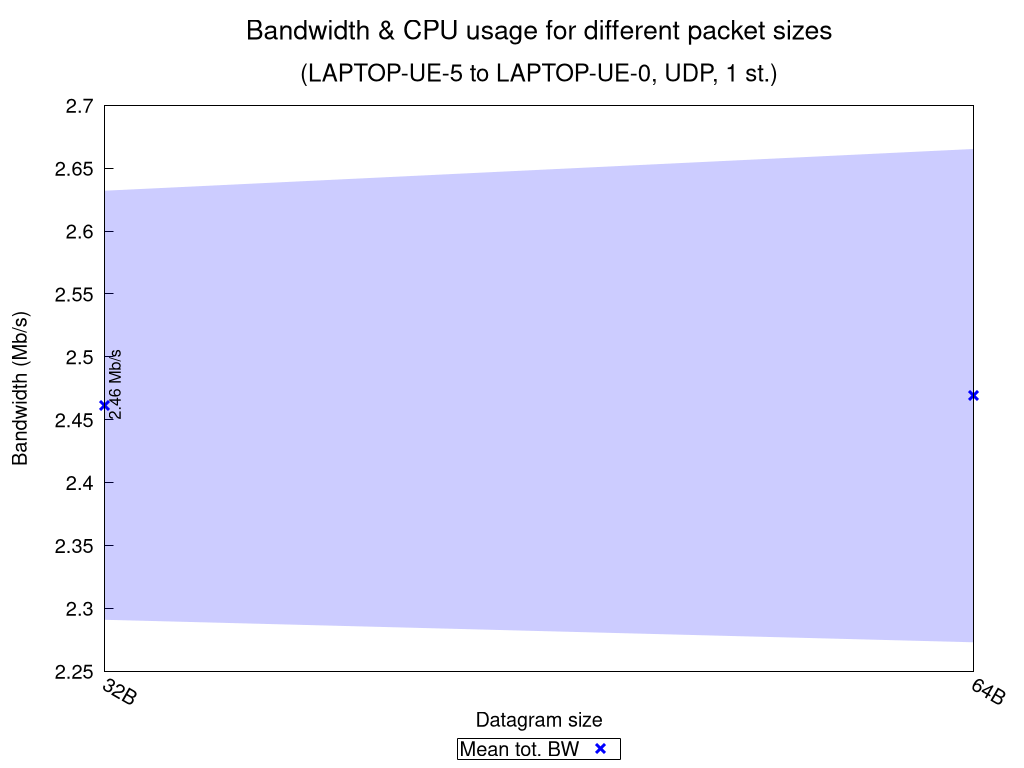 Bandwidth & CPU usage for different packet sizes
(LAPTOP-UE-5 to LAPTOP-UE-0, UDP, 1 st.)
2.7
2.65
2.6
2.55
2.5
2.45
2.4
2.35
2.3
2.25
Bandwidth (Mb/s)
2.46 Mb/s
32B
64B
Datagram size
Mean tot. BW